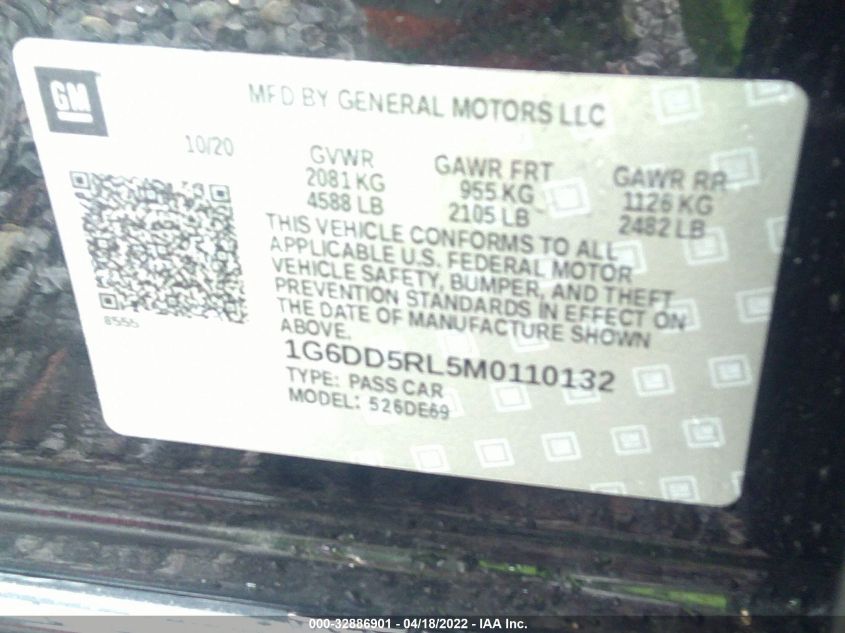 GM
MFD BY GENERAL MOTORS LLC
10/20
GVWR
2081 KG
4588 LB
GAWR FRT
955 KG
2105 LB
GAWR RR
1126 KG
2482 LB
THIS VEHICLE CONFORMS TO ALL
APPLICABLE U.S. FEDERAL MOTOR
VEHICLE SAFETY, BUMPER, AND THEFT
PREVENTION STANDARDS IN EFFECT ON
THE DATE OF MANUFACTURE SHOWN
ABOVE.
1G6DD5RL5M0110132
TYPE: PASS CAR
MODEL: 526DE69
000-32886901 - 04/18/2022 - IAA Inc.